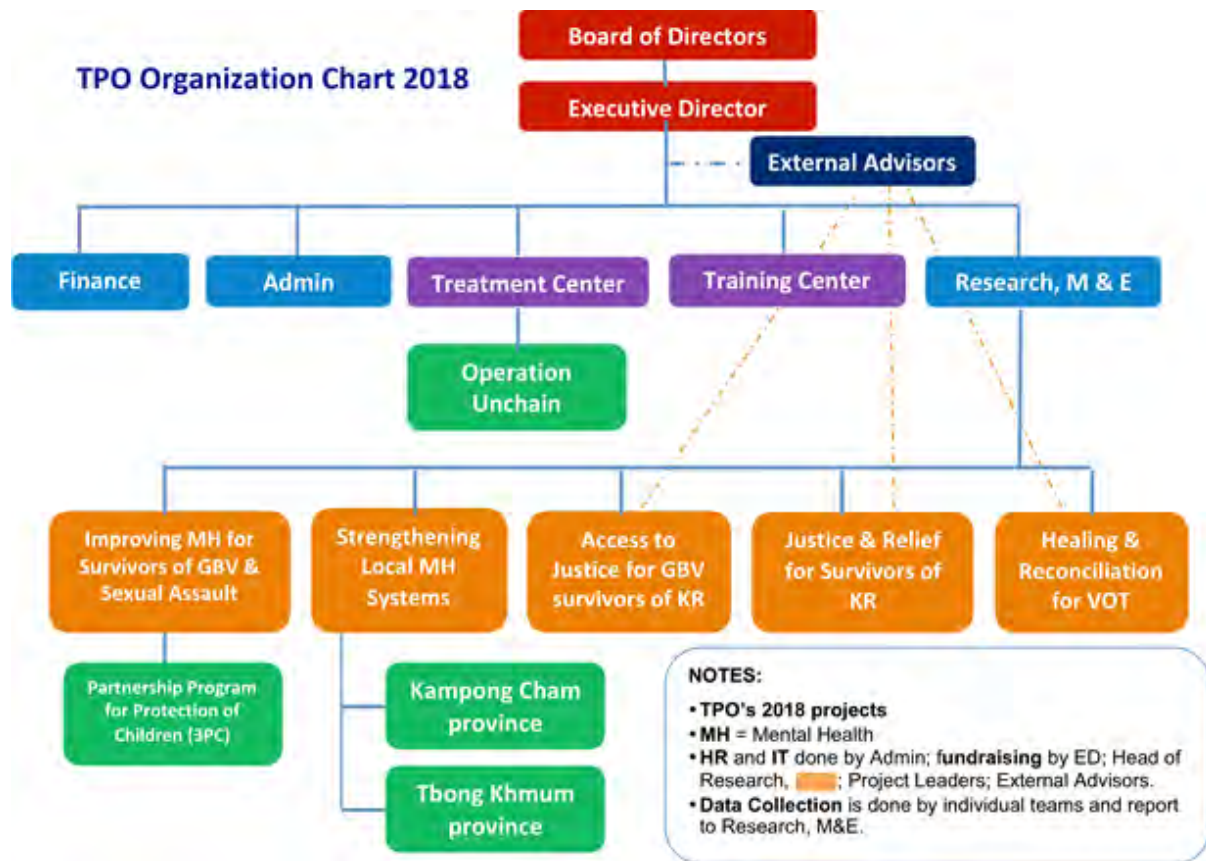 Board of Directors
TPO Organization Chart 2018
Executive Director
External Advisors
Finance
Admin
Treatment Center
Training Center
Research, M & E
Operation
Unchain
Improving MH for
Survivors of GBV &
Sexual Assault
Strengthening
Local MH
Systems
Access to
Justice for GBV
survivors of KR
Justice & Relief
for Survivors of
KR
Healing &
Reconciliation
for VOT
Partnership Program
for Protection of
Children (3PC)
Kampong Cham
province
Tbong Khmum
province
NOTES:
• TPO's 2018 projects
• MH = Mental Health
• HR and IT done by Admin; fundraising by ED; Head of
Research, ; Project Leaders; External Advisors.
• Data Collection is done by individual teams and report
to Research, M&E.